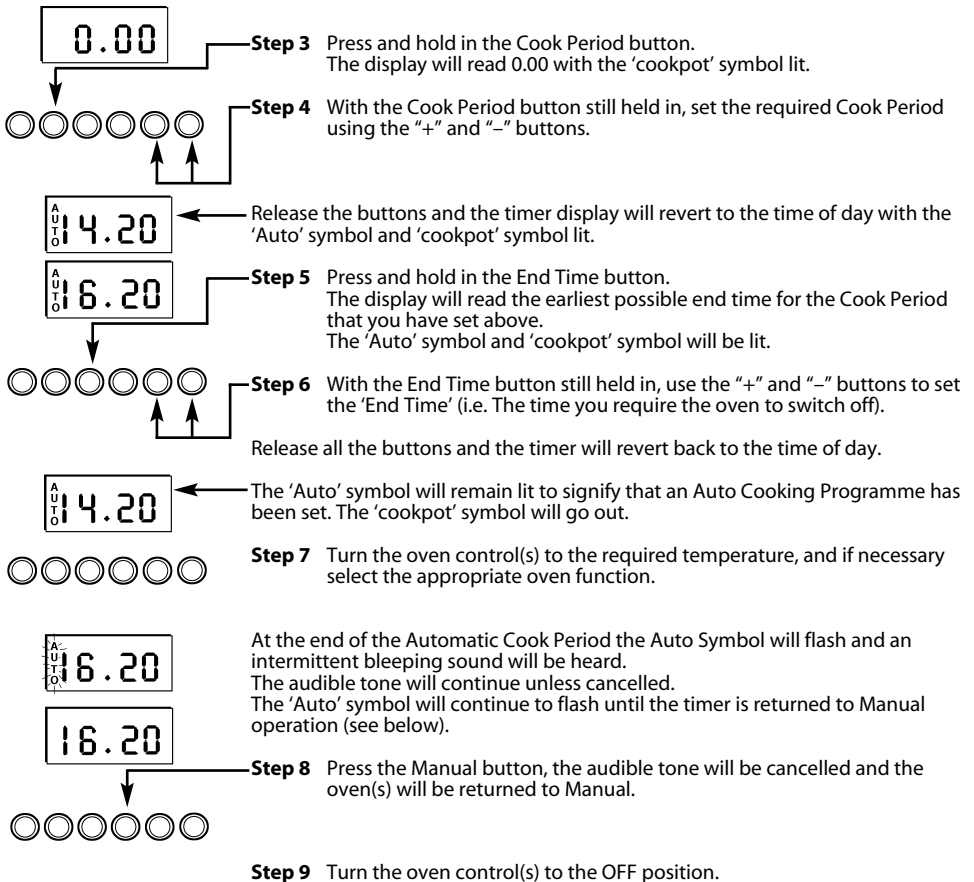 0.00
Step 3 Press and hold in the Cook Period button.
The display will read 0.00 with the ‘cookpot’ symbol lit.
Step 4 With the Cook Period button still held in, set the required Cook Period
using the “+” and “–” buttons.
AUTO 14.20
Release the buttons and the timer display will revert to the time of day with the
‘Auto’ symbol and ‘cookpot’ symbol lit.
AUTO 16.20
Step 5 Press and hold in the End Time button.
The display will read the earliest possible end time for the Cook Period
that you have set above.
The ‘Auto’ symbol and ‘cookpot’ symbol will be lit.
Step 6 With the End Time button still held in, use the “+” and “–” buttons to set
the ‘End Time’ (i.e. The time you require the oven to switch off).
Release all the buttons and the timer will revert back to the time of day.
AUTO 14.20
The ‘Auto’ symbol will remain lit to signify that an Auto Cooking Programme has
been set. The ‘cookpot’ symbol will go out.
Step 7 Turn the oven control(s) to the required temperature, and if necessary
select the appropriate oven function.
AUTO 16.20
At the end of the Automatic Cook Period the Auto Symbol will flash and an
intermittent bleeping sound will be heard.
The audible tone will continue unless cancelled.
The ‘Auto’ symbol will continue to flash until the timer is returned to Manual
operation (see below).
16.20
Step 8 Press the Manual button, the audible tone will be cancelled and the
oven(s) will be returned to Manual.
Step 9 Turn the oven control(s) to the OFF position.